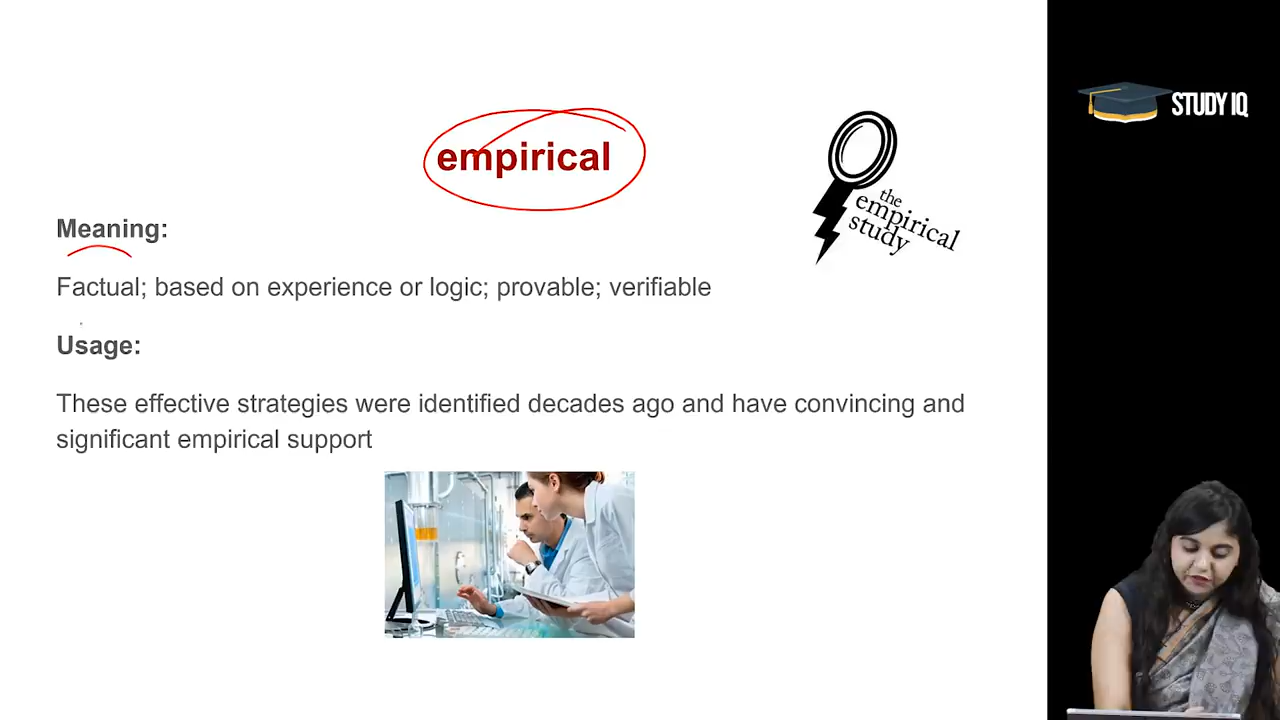 STUDY IQ
empirical
the
empirical
study
Meaning:
Factual; based on experience or logic; provable; verifiable
Usage:
These effective strategies were identified decades ago and have convincing and
significant empirical support